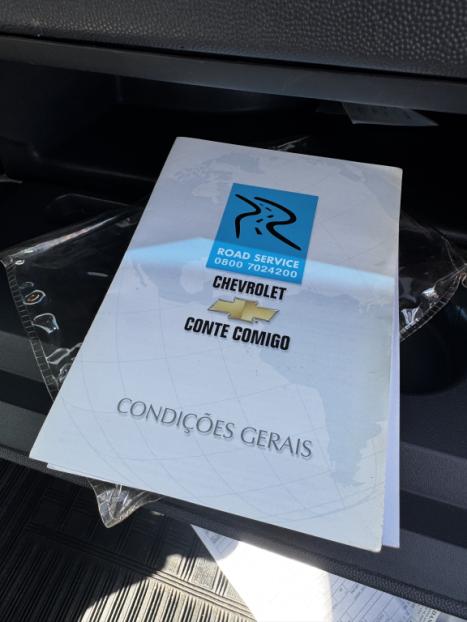 ROAD SERVICE
0800 7024200
CHEVROLET
CONTE COMIGO
CONDIÇÕES GERAIS